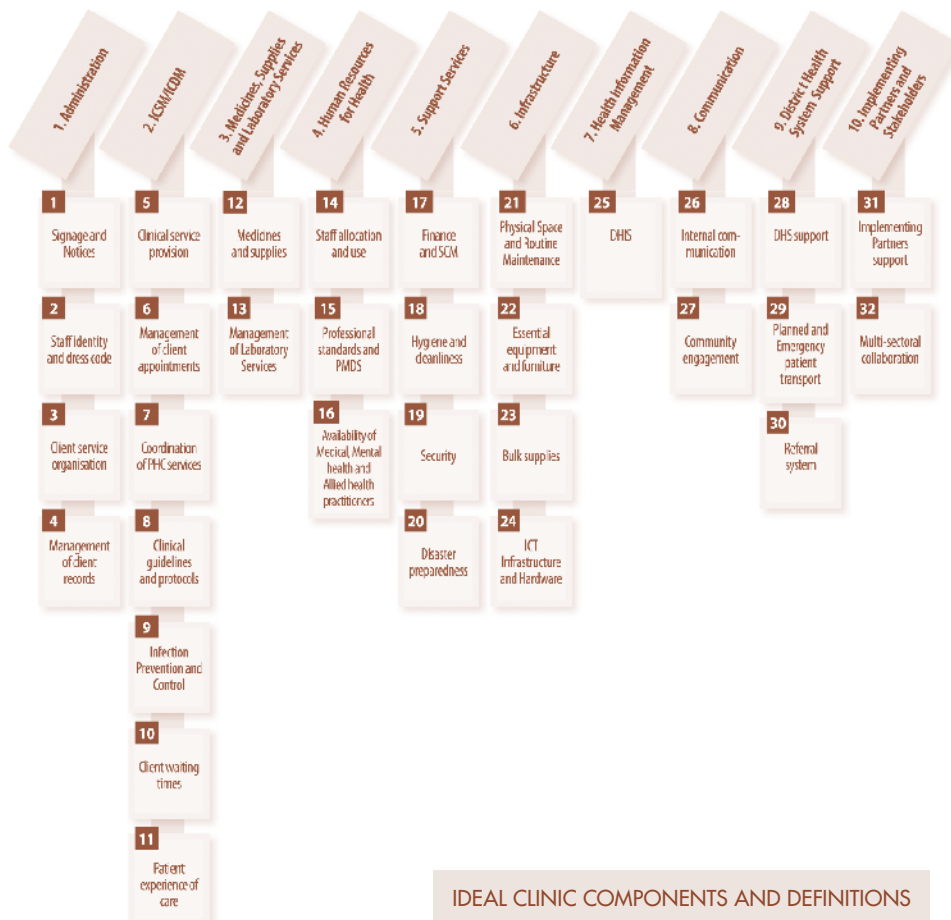 1. Administration
2. ICSM/ICDM
3. Medicines, Supplies
and Laboratory Services
4. Human Resources
for Health
5. Support Services
6. Infrastructure
7. Health Information
Management
8. Communication
9. District Health
System Support
10. Implementing
Partners and
Stakeholders
1
Signage and
Notices
2
Staff identity
and dress code
3
Client service
organisation
4
Management
of client
records
5
Clinical service
provision
6
Management
of client
appointments
7
Coordination
of PHC services
8
Clinical
guidelines
and protocols
9
Infection
Prevention and
Control
10
Client waiting
times
11
Patient
experience of
care
12
Medicines
and supplies
13
Management
of Laboratory
Services
14
Staff allocation
and use
15
Professional
standards and
PMDS
16
Availability of
Medical, Mental
health and
Allied health
practitioners
17
Finance
and SCM
18
Hygiene and
cleanliness
19
Security
20
Disaster
preparedness
21
Physical Space
and Routine
Maintenance
22
Essential
equipment
and furniture
23
Bulk supplies
24
ICT
Infrastructure
and Hardware
25
DHIS
26
Internal com-
munication
27
Community
engagement
28
DHS support
29
Planned and
Emergency
patient
transport
30
Referral
system
31
Implementing
Partners
support
32
Multi-sectoral
collaboration
IDEAL CLINIC COMPONENTS AND DEFINITIONS